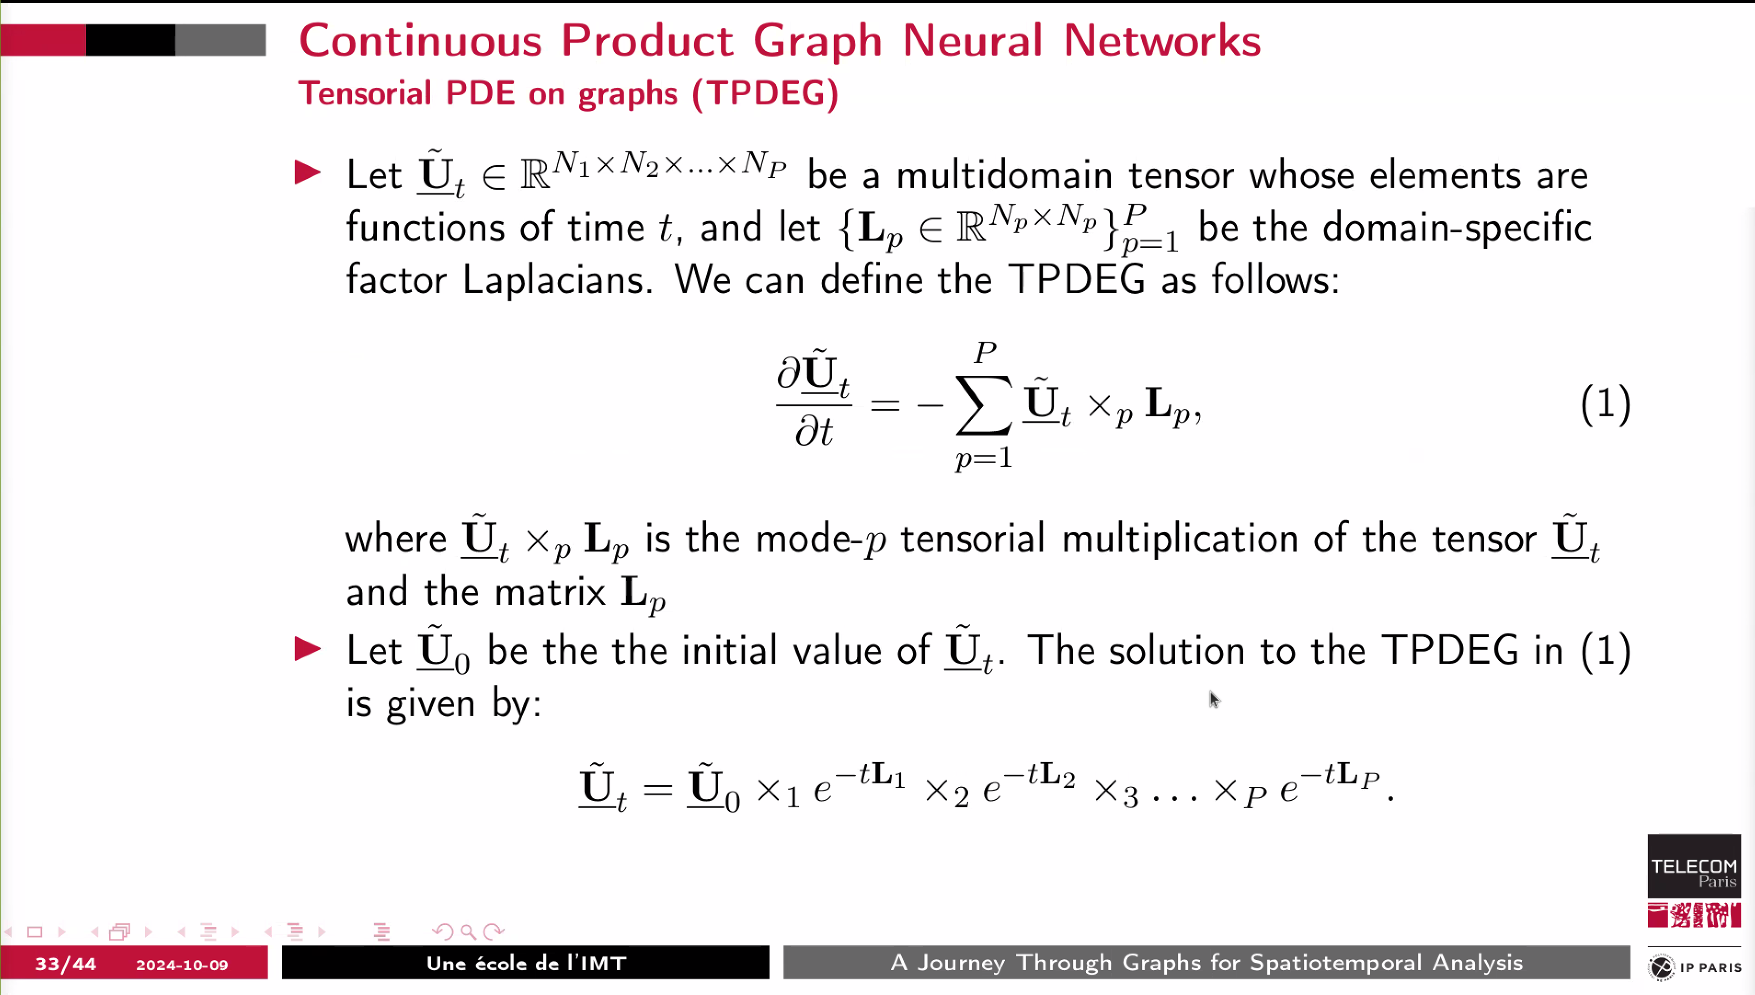 Continuous Product Graph Neural Networks
Tensorial PDE on graphs (TPDEG)
Let $\underline{\tilde{\mathbf{U}}}_t \in \mathbb{R}^{N_1 \times N_2 \times \ldots \times N_P}$ be a multidomain tensor whose elements are
functions of time $t$, and let $\{\mathbf{L}_p \in \mathbb{R}^{N_p \times N_p}\}_{p=1}^{P}$ be the domain-specific
factor Laplacians. We can define the TPDEG as follows:
$\frac{\partial \underline{\tilde{\mathbf{U}}}_t}{\partial t} = -\sum_{p=1}^{P} \underline{\tilde{\mathbf{U}}}_t \times_p \mathbf{L}_p,$ (1)
where $\underline{\tilde{\mathbf{U}}}_t \times_p \mathbf{L}_p$ is the mode-$p$ tensorial multiplication of the tensor $\underline{\tilde{\mathbf{U}}}_t$
and the matrix $\mathbf{L}_p$
Let $\underline{\tilde{\mathbf{U}}}_0$ be the the initial value of $\underline{\tilde{\mathbf{U}}}_t$. The solution to the TPDEG in (1)
is given by:
$\underline{\tilde{\mathbf{U}}}_t = \underline{\tilde{\mathbf{U}}}_0 \times_1 e^{-t\mathbf{L}_1} \times_2 e^{-t\mathbf{L}_2} \times_3 \ldots \times_P e^{-t\mathbf{L}_P}.$
TELECOM
Paris
33/44 2024-10-09 Une école de l'IMT A Journey Through Graphs for Spatiotemporal Analysis
IP PARIS